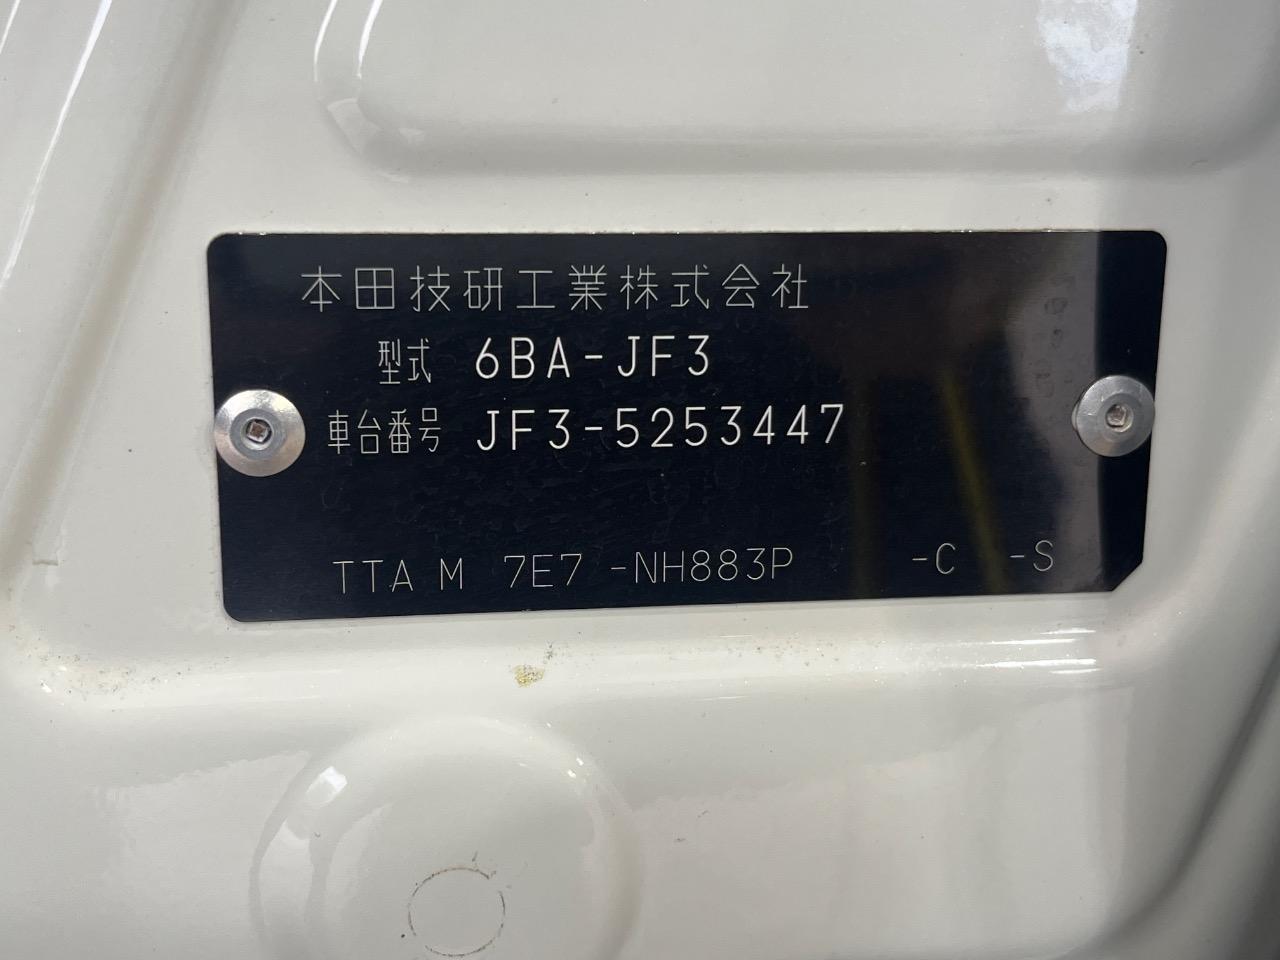 本田技研工業株式会社
型式 6BA-JF3
車台番号 JF3-5253447
TTA M 7E7 -NH883P -C -S